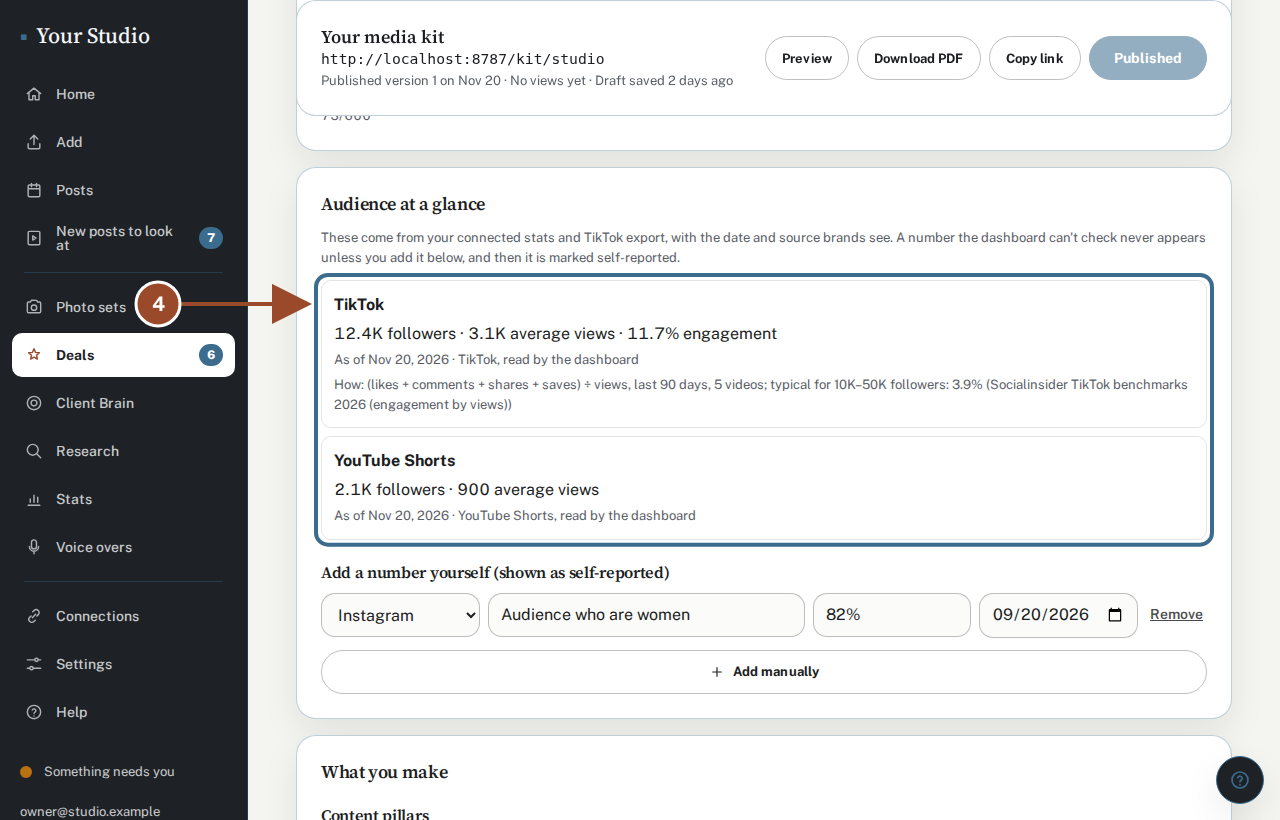 Your Studio
Home
Add
Posts
New posts to look at
7
Photo sets
4
Deals
6
Client Brain
Research
Stats
Voice overs
Connections
Settings
Help
Something needs you
owner@studio.example
Your media kit
http://localhost:8787/kit/studio
Published version 1 on Nov 20 · No views yet · Draft saved 2 days ago
Preview
Download PDF
Copy link
Published
73/600
Audience at a glance
These come from your connected stats and TikTok export, with the date and source brands see. A number the dashboard can't check never appears
unless you add it below, and then it is marked self-reported.
TikTok
12.4K followers · 3.1K average views · 11.7% engagement
As of Nov 20, 2026 · TikTok, read by the dashboard
How: (likes + comments + shares + saves) ÷ views, last 90 days, 5 videos; typical for 10K–50K followers: 3.9% (Socialinsider TikTok benchmarks
2026 (engagement by views))
YouTube Shorts
2.1K followers · 900 average views
As of Nov 20, 2026 · YouTube Shorts, read by the dashboard
Add a number yourself (shown as self-reported)
Instagram
Audience who are women
82%
09/20/2026
Remove
+ Add manually
What you make
Content pillars